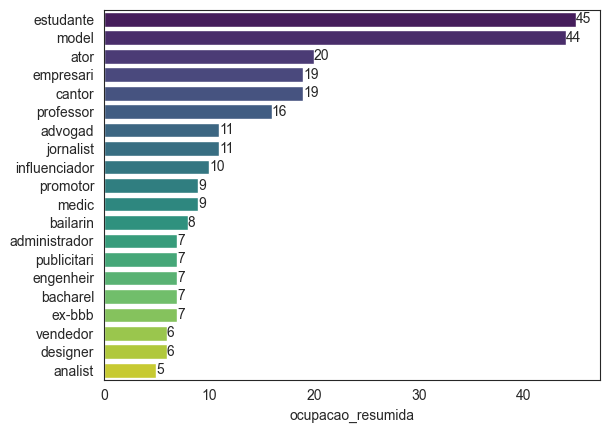 estudante 45
model 44
ator 20
empresari 19
cantor 19
professor 16
advogad 11
jornalist 11
influenciador 10
promotor 9
medic 9
bailarin 8
administrador 7
publicitari 7
engenheir 7
bacharel 7
ex-bbb 7
vendedor 6
designer 6
analist 5
0 10 20 30 40
ocupacao_resumida